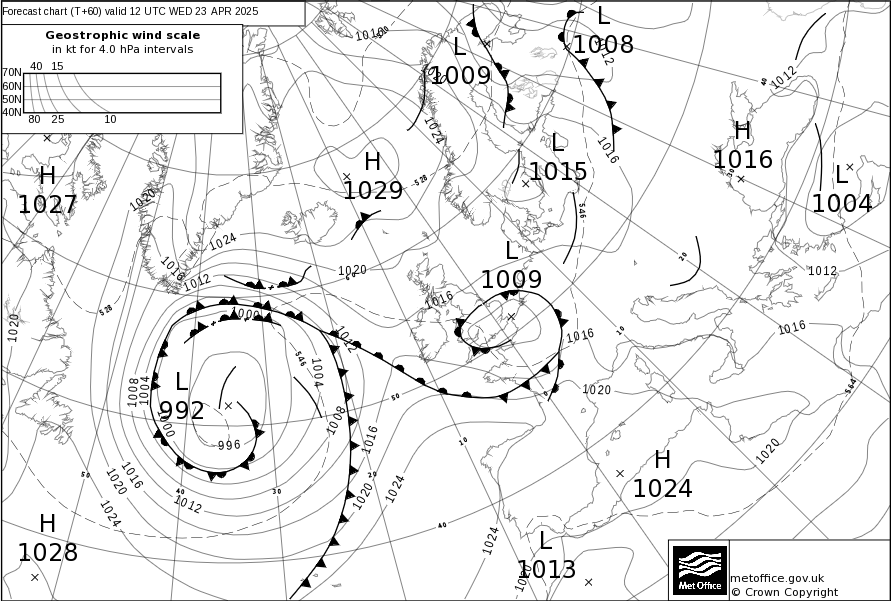 Forecast chart (T+60) valid 12 UTC WED 23 APR 2025
Geostrophic wind scale
in kt for 4.0 hPa intervals
40 15
70N
60N
50N
40N
80 25 10
L
1008
L
1009
1016
1012
1012
40
1024
1016
H
1016
30
L
1015
L
1004
H
1029
528
H
1027
1020
546
1024
1016
1012
1020
60
L
1009
20
1012
1016
528
1000
1020
1012
1016
10
1016
546
1004
1008
1004
L
992
1000
996
1008
50
0
1020
564
1016
10
1020
50
1016
1020
40
30
20
1012
1020
1024
1024
H
1024
40
H
1028
1024
L
1013
1020
Met Office
metoffice.gov.uk
© Crown Copyright